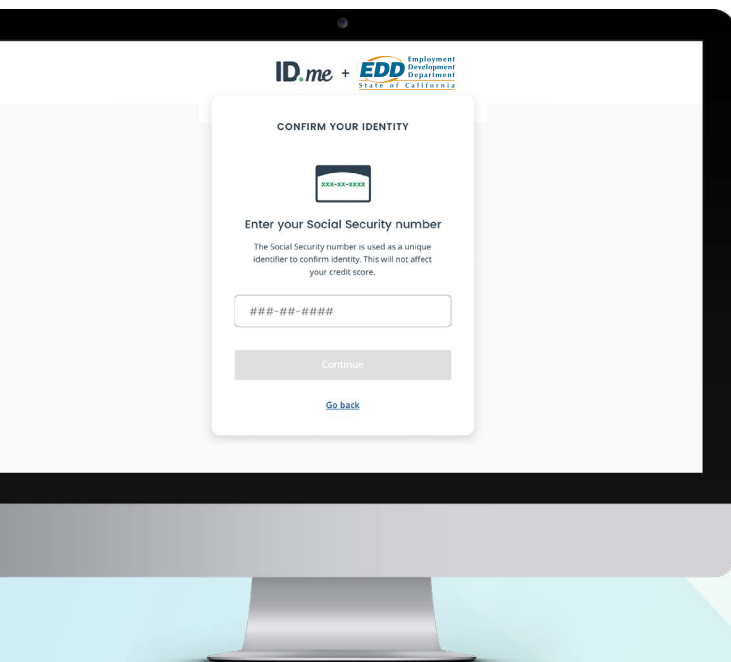 ID.me + EDD Employment
Development
Department
State of California
CONFIRM YOUR IDENTITY
xxx-xx-xxxx
Enter your Social Security number
The Social Security number is used as a unique
identifier to confirm identity. This will not affect
your credit score.
###-##-####
Continue
Go back